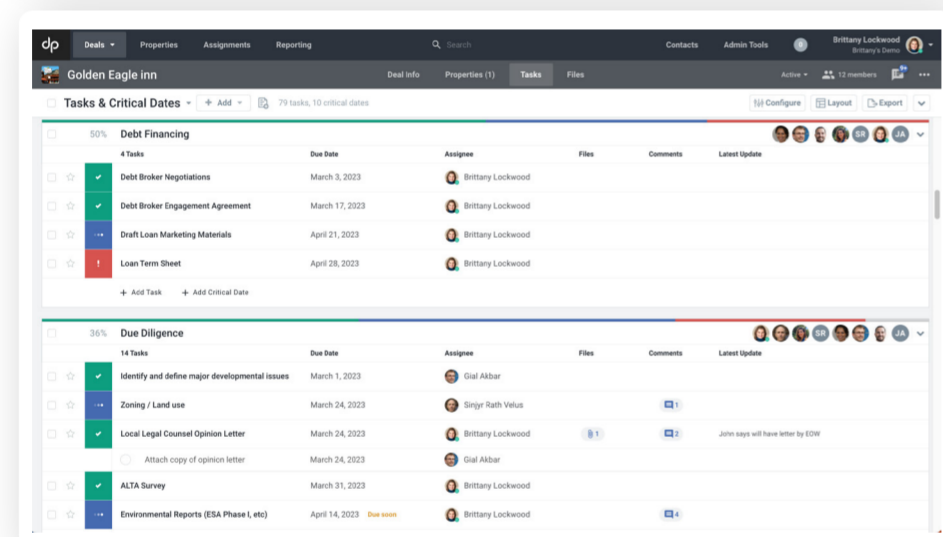 dp Deals Properties Assignments Reporting Search Contacts Admin Tools Brittany Lockwood
Brittany's Demo
Golden Eagle inn Deal Info Properties (1) Tasks Files Active 12 members
Tasks & Critical Dates + Add 79 tasks, 10 critical dates Configure Layout Export
50% Debt Financing SR JA
4 Tasks Due Date Assignee Files Comments Latest Update
Debt Broker Negotiations March 3, 2023 Brittany Lockwood
Debt Broker Engagement Agreement March 17, 2023 Brittany Lockwood
Draft Loan Marketing Materials April 21, 2023 Brittany Lockwood
! Loan Term Sheet April 28, 2023 Brittany Lockwood
+ Add Task + Add Critical Date
36% Due Diligence SR JA
14 Tasks Due Date Assignee Files Comments Latest Update
Identify and define major developmental issues March 1, 2023 Gial Akbar
Zoning / Land use March 24, 2023 Sinjyr Rath Velus 1
Local Legal Counsel Opinion Letter March 24, 2023 Brittany Lockwood 1 2 John says will have letter by EOW
Attach copy of opinion letter March 24, 2023 Gial Akbar
ALTA Survey March 31, 2023 Brittany Lockwood
Environmental Reports (ESA Phase I, etc) April 14, 2023 Due soon Brittany Lockwood 4